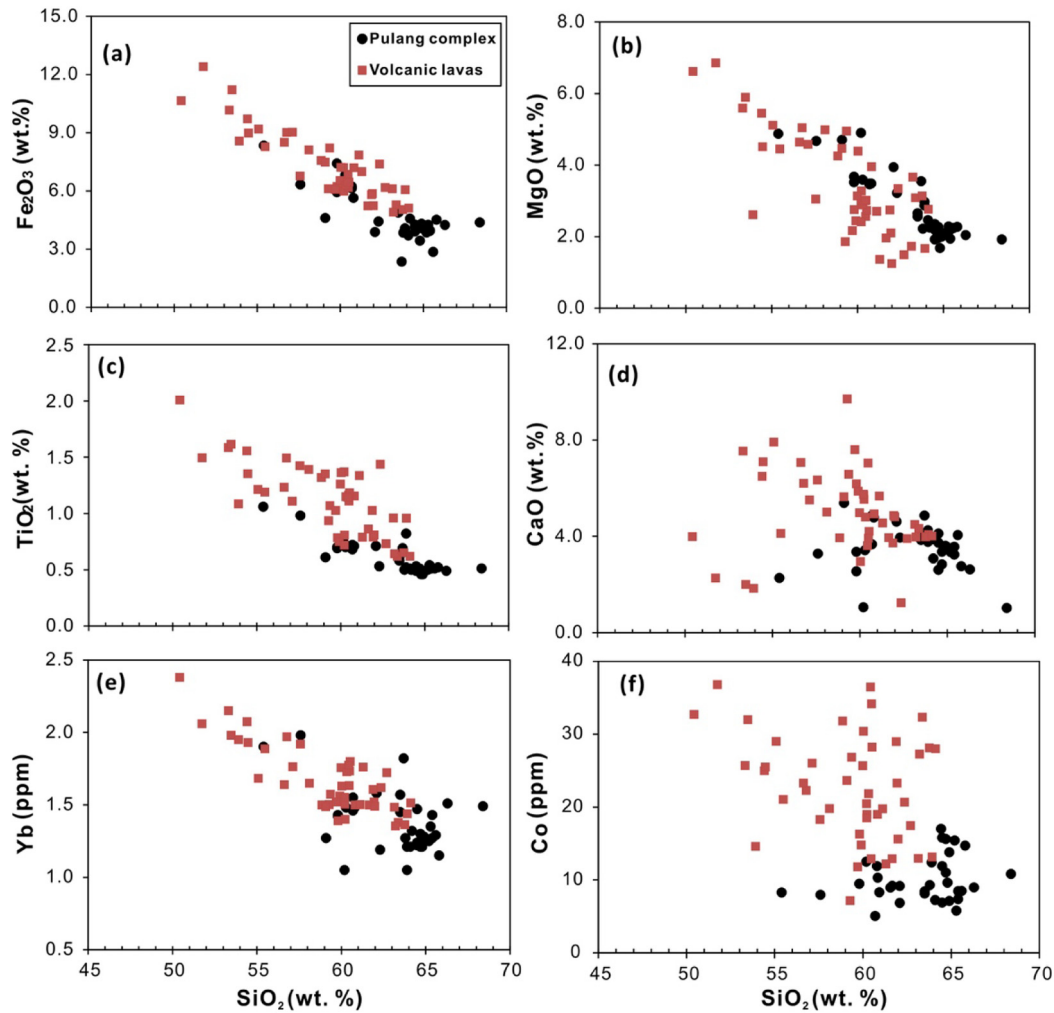 (a)
Pulang complex
Volcanic lavas
Fe₂O₃ (wt.%)
15.0
12.0
9.0
6.0
3.0
0.0
(b)
MgO (wt.%)
8.0
6.0
4.0
2.0
0.0
(c)
TiO₂ (wt. %)
2.5
2.0
1.5
1.0
0.5
0.0
(d)
CaO (wt. %)
12.0
8.0
4.0
0.0
(e)
Yb (ppm)
2.5
2.0
1.5
1.0
0.5
45 50 55 60 65 70
SiO₂ (wt. %)
(f)
Co (ppm)
40
30
20
10
0
45 50 55 60 65 70
SiO₂ (wt. %)